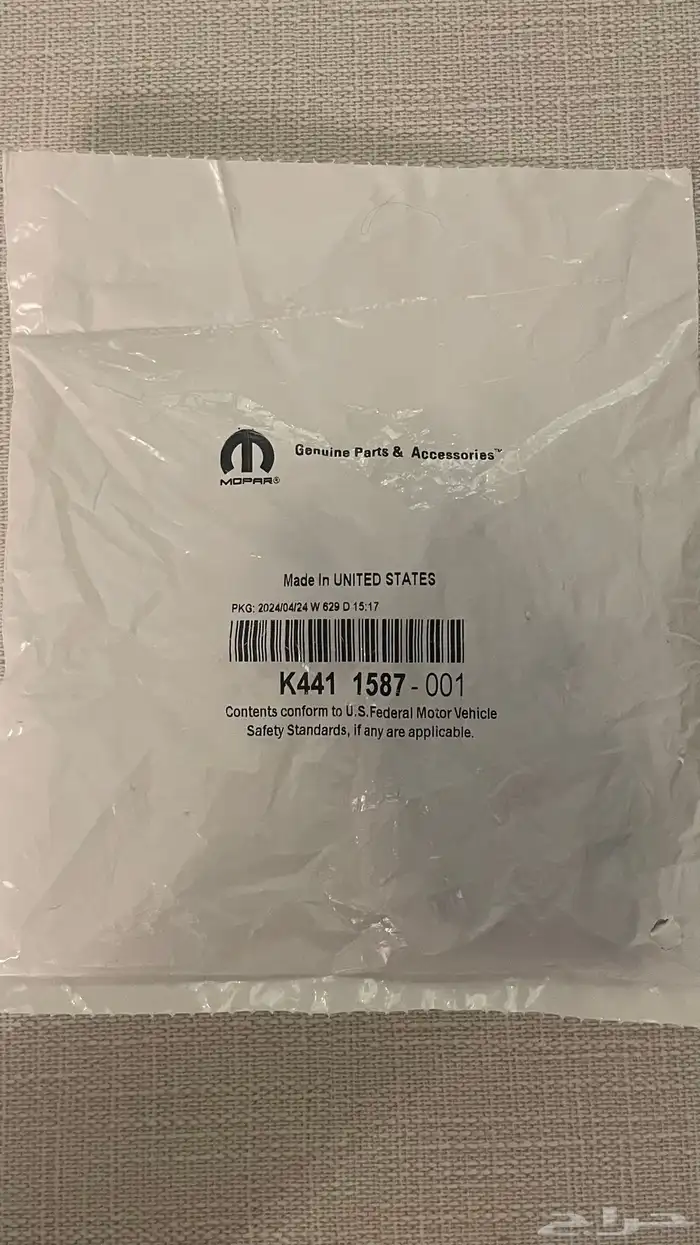 Genuine Parts & Accessories™
MOPAR®
Made In UNITED STATES
PKG: 2024/04/24 W 629 D 15:17
K441 1587-001
Contents conform to U.S.Federal Motor Vehicle
Safety Standards, if any are applicable.
حراج